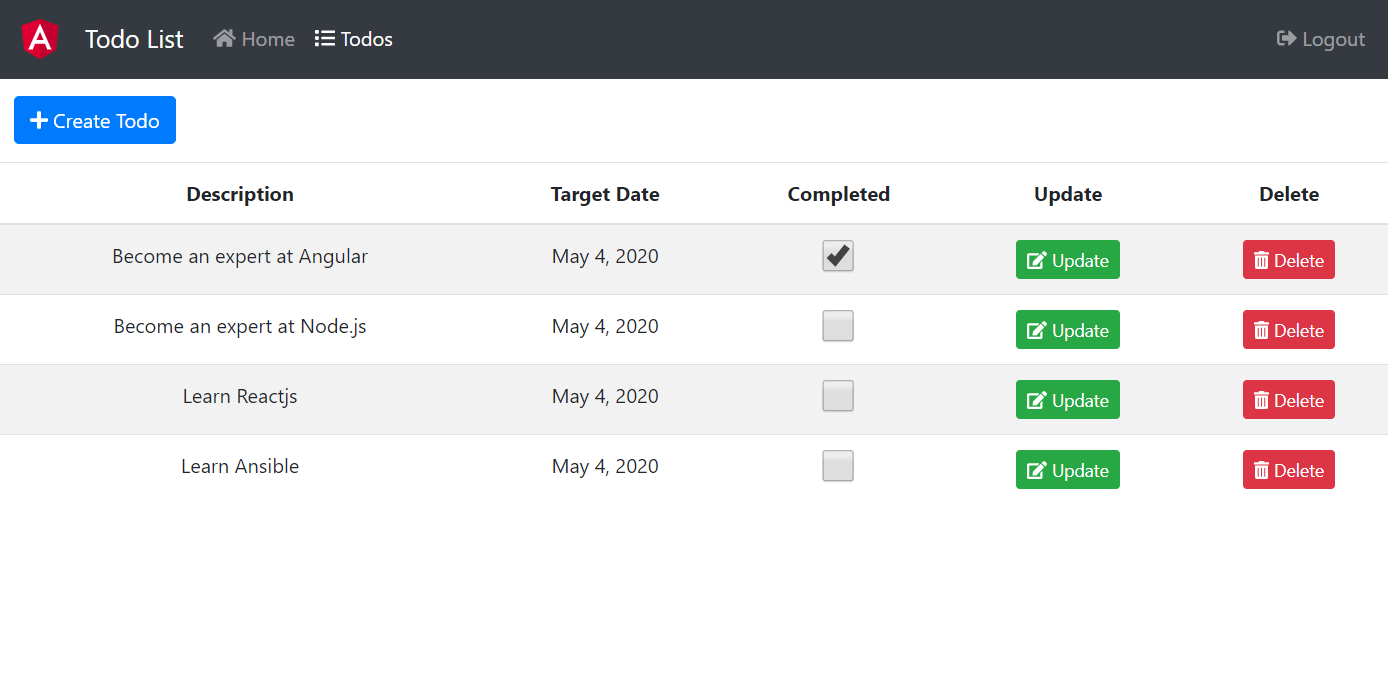 A Todo List Home Todos Logout
Create Todo
Description Target Date Completed Update Delete
Become an expert at Angular May 4, 2020 Update Delete
Become an expert at Node.js May 4, 2020 Update Delete
Learn Reactjs May 4, 2020 Update Delete
Learn Ansible May 4, 2020 Update Delete